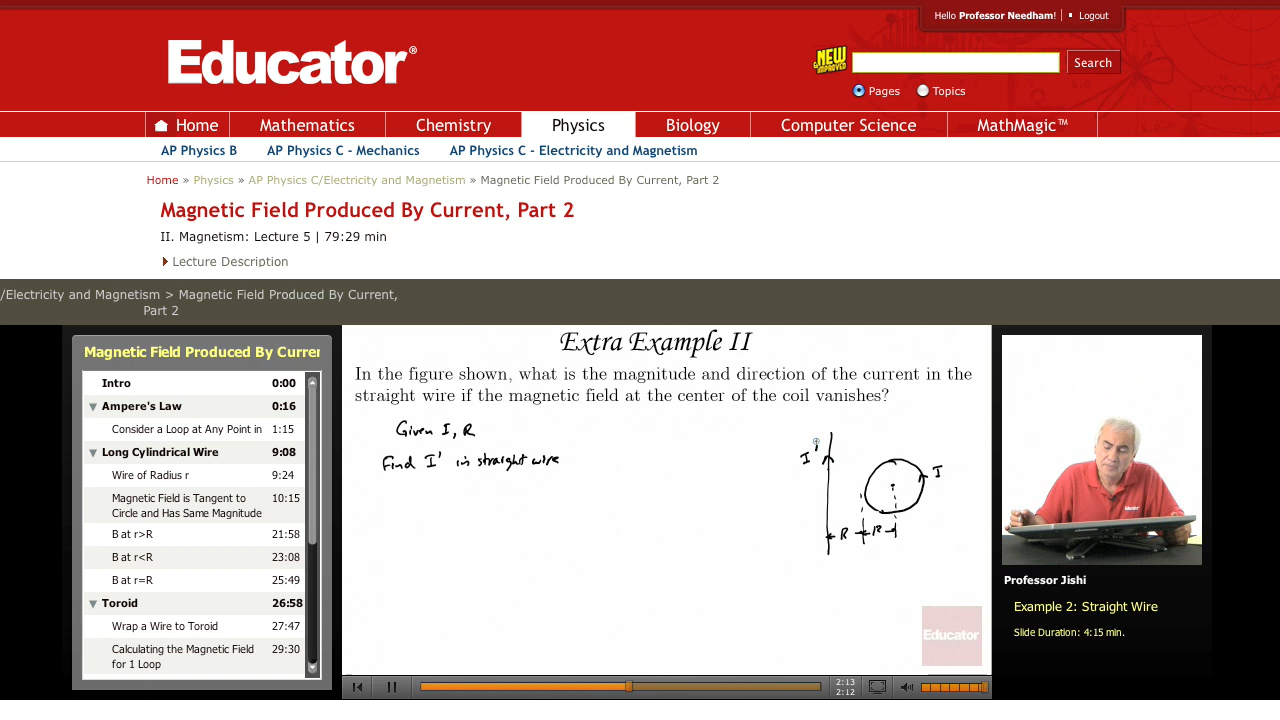 Hello Professor Needham! | Logout
Educator®
NEW
& IMPROVED
Search
Pages Topics
Home Mathematics Chemistry Physics Biology Computer Science MathMagic™
AP Physics B AP Physics C - Mechanics AP Physics C - Electricity and Magnetism
Home » Physics » AP Physics C/Electricity and Magnetism » Magnetic Field Produced By Current, Part 2
Magnetic Field Produced By Current, Part 2
II. Magnetism: Lecture 5 | 79:29 min
Lecture Description
/Electricity and Magnetism > Magnetic Field Produced By Current,
Part 2
Magnetic Field Produced By Currer
Intro 0:00
Ampere's Law 0:16
Consider a Loop at Any Point in 1:15
Long Cylindrical Wire 9:08
Wire of Radius r 9:24
Magnetic Field is Tangent to 10:15
Circle and Has Same Magnitude
B at r>R 21:58
B at r<R 23:08
B at r=R 25:49
Toroid 26:58
Wrap a Wire to Toroid 27:47
Calculating the Magnetic Field 29:30
for 1 Loop
Extra Example II
In the figure shown, what is the magnitude and direction of the current in the
straight wire if the magnetic field at the center of the coil vanishes?
Given I, R
Find I' in straight wire
I'
I
R R
Educator
2:13
2:12
Educator
Professor Jishi
Example 2: Straight Wire
Slide Duration: 4:15 min.